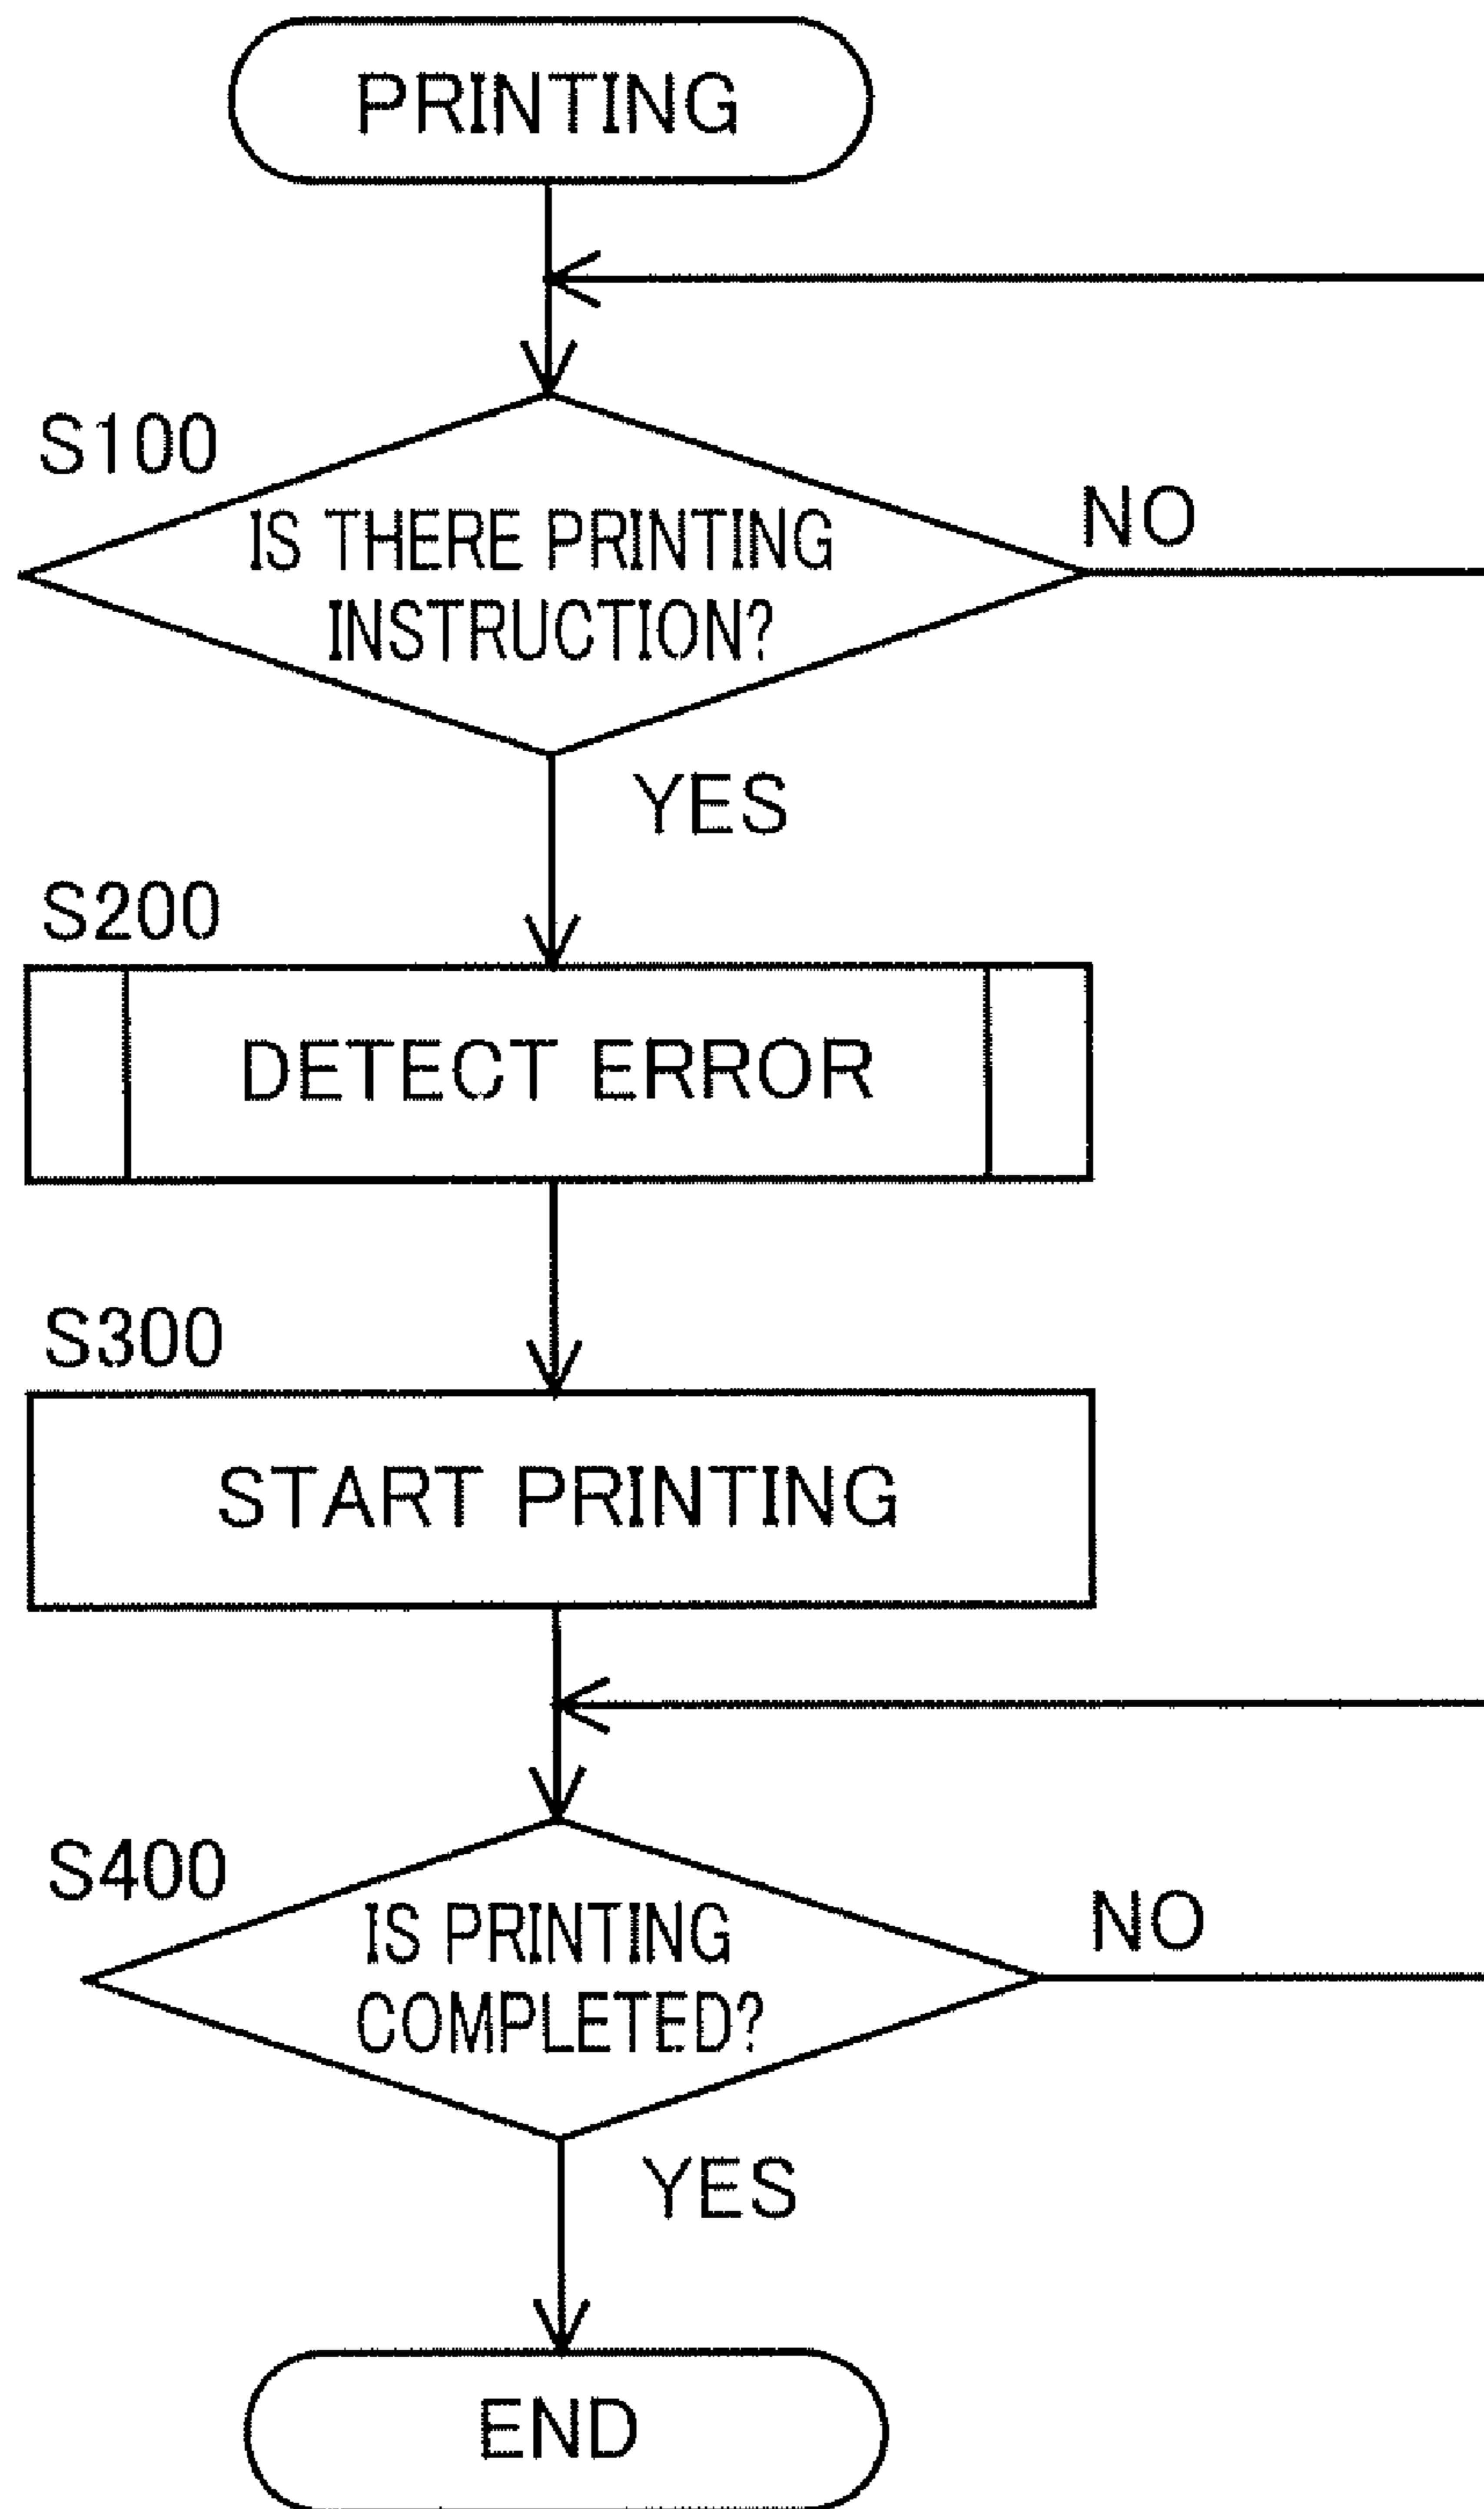 PRINTING
S100
IS THERE PRINTING
INSTRUCTION?
NO
YES
S200
DETECT ERROR
S300
START PRINTING
S400
IS PRINTING
COMPLETED?
NO
YES
END